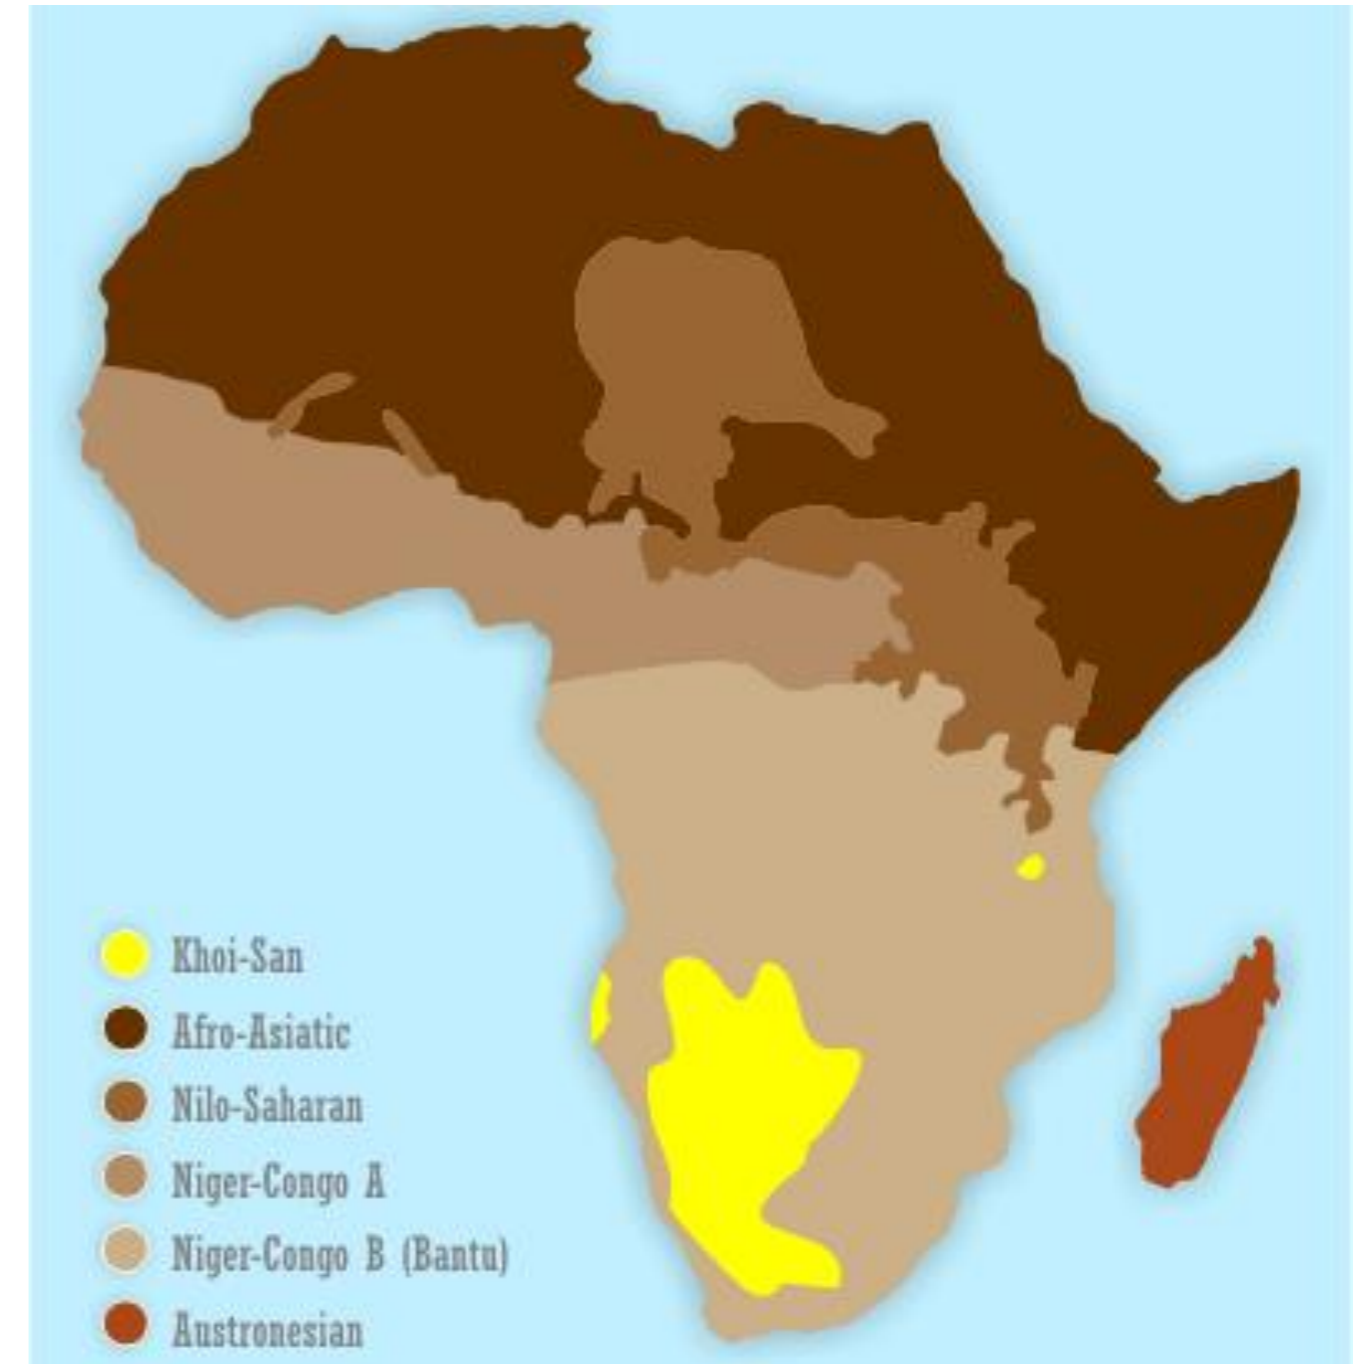 Khoi-San
Afro-Asiatic
Nilo-Saharan
Niger-Congo A
Niger-Congo B (Bantu)
Austronesian